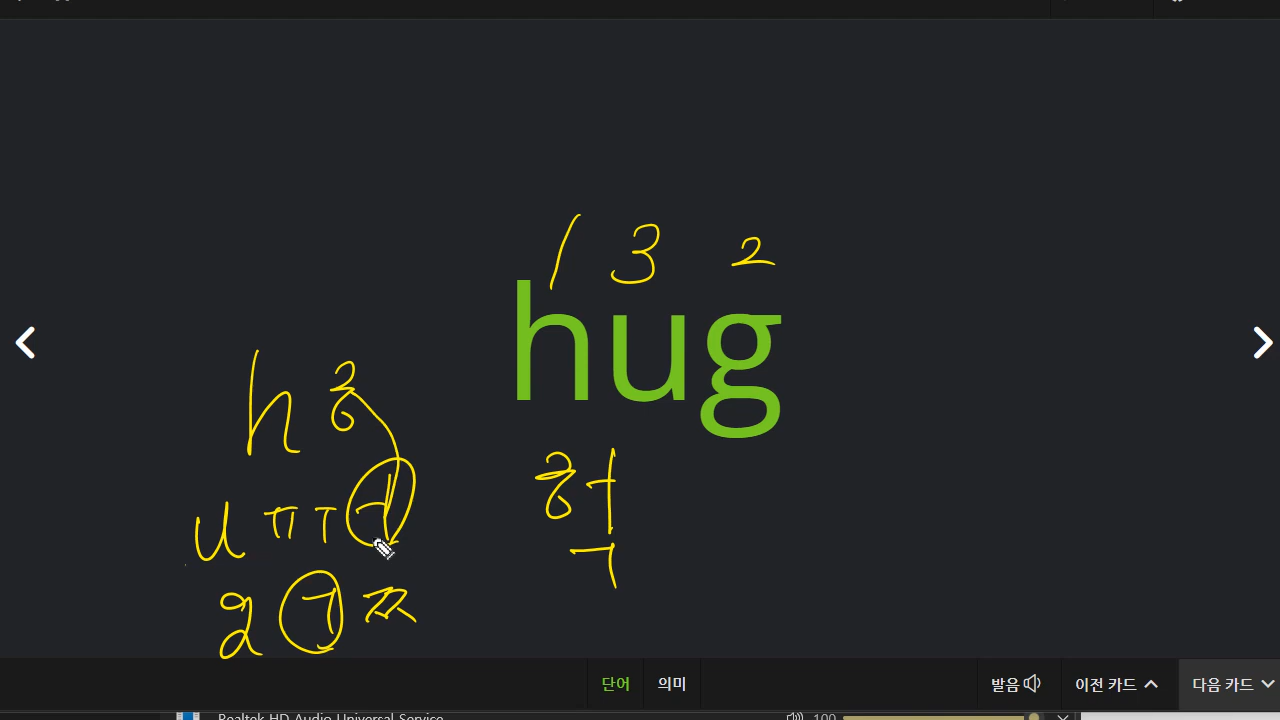 1 3 2
hug
h ㅎ
u ㅠ ㅜ ㅓ
g ㄱ ㅉ
헉
단어 의미 발음 이전 카드 다음 카드
Realtek HD Audio Universal Service 100